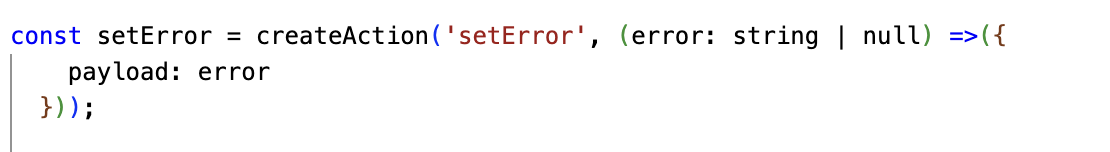 const setError = createAction('setError', (error: string | null) =>({
    payload: error
  }));